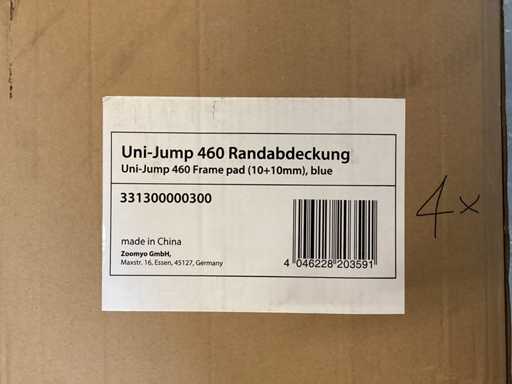 Uni-Jump 460 Randabdeckung
Uni-Jump 460 Frame pad (10+10mm), blue
331300000300
made in China
Zoomyo GmbH,
Maxstr. 16, Essen, 45127, Germany
4 046228 203591
4x